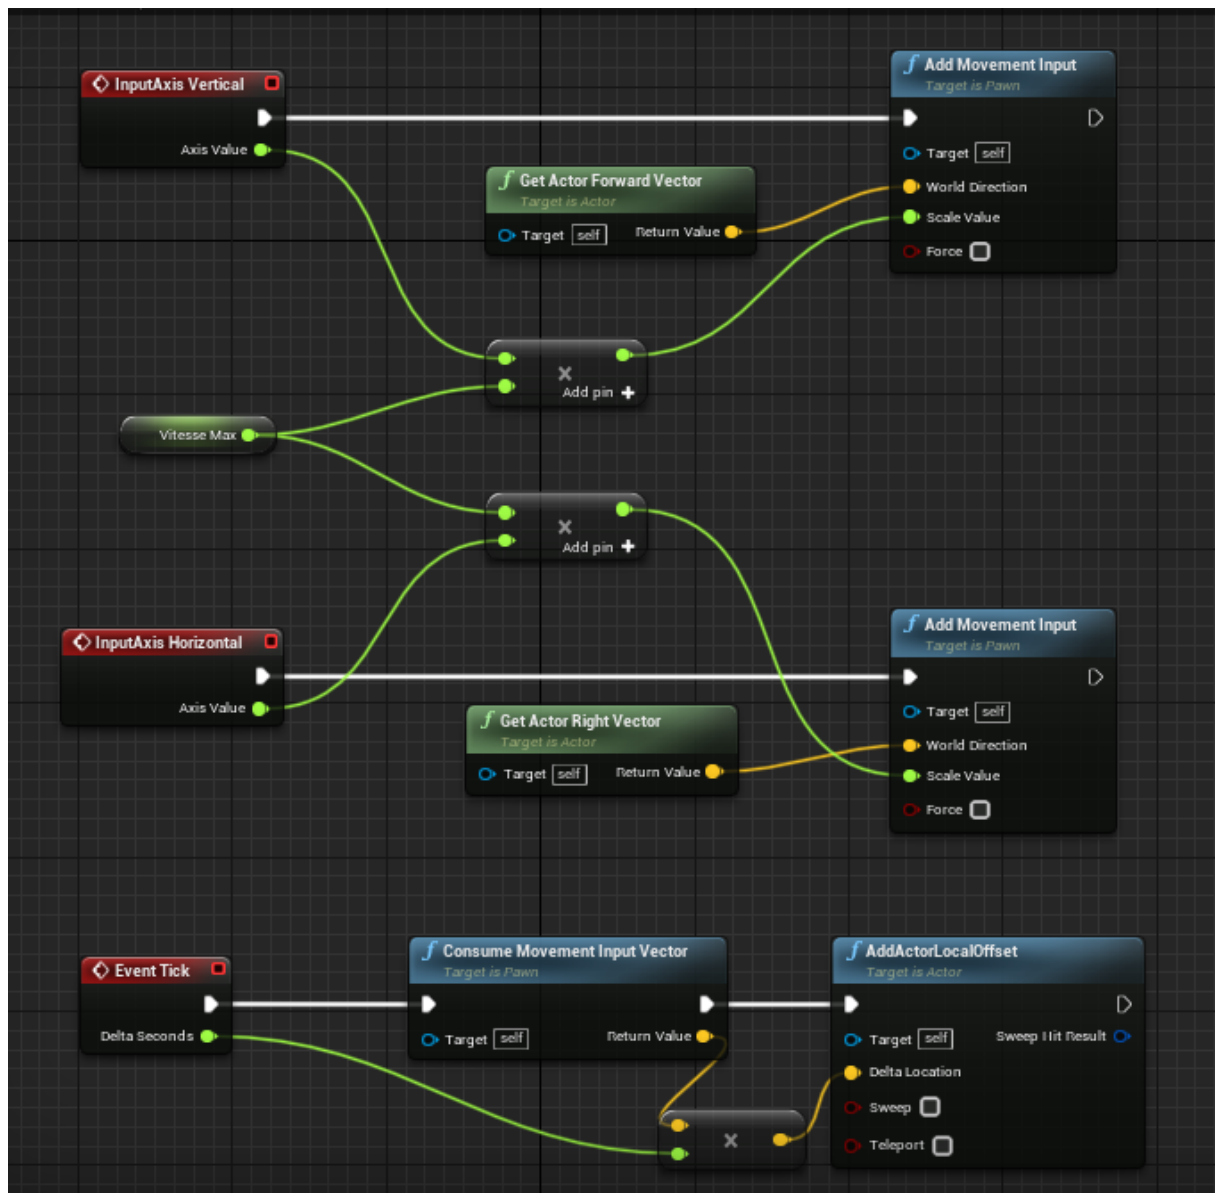 InputAxis Vertical
Axis Value
Add Movement Input
Target is Pawn
Target self
World Direction
Scale Value
Force
Get Actor Forward Vector
Target is Actor
Target self Return Value
×
Add pin +
Vitesse Max
×
Add pin +
InputAxis Horizontal
Axis Value
Add Movement Input
Target is Pawn
Target self
World Direction
Scale Value
Force
Get Actor Right Vector
Target is Actor
Target self Return Value
Event Tick
Delta Seconds
Consume Movement Input Vector
Target is Pawn
Target self Return Value
×
AddActorLocalOffset
Target is Actor
Target self Sweep Hit Result
Delta Location
Sweep
Teleport